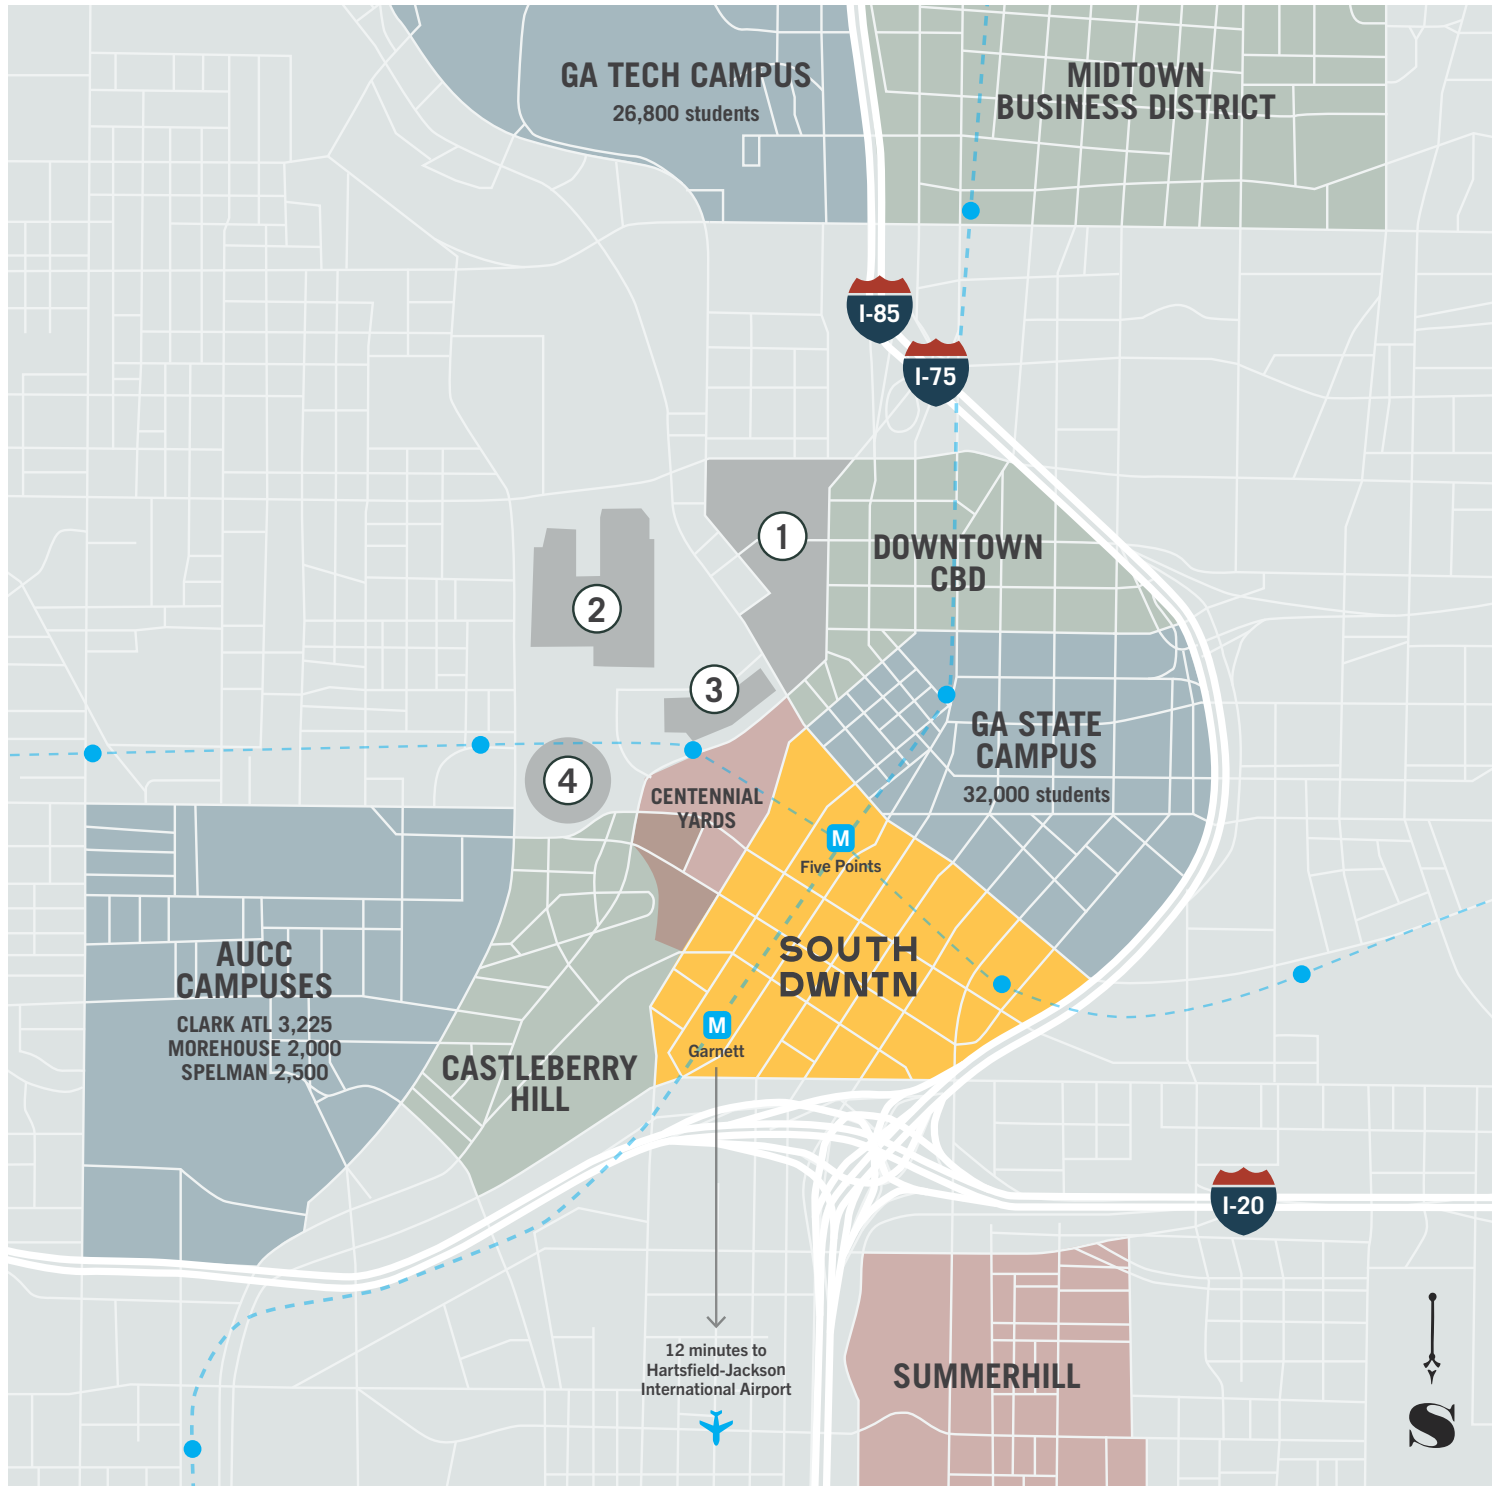 GA TECH CAMPUS
26,800 students
MIDTOWN
BUSINESS DISTRICT
I-85
I-75
1
DOWNTOWN
CBD
2
3
GA STATE
CAMPUS
32,000 students
4
CENTENNIAL
YARDS
M
Five Points
SOUTH
DWNTN
AUCC
CAMPUSES
CLARK ATL 3,225
MOREHOUSE 2,000
SPELMAN 2,500
M
Garnett
CASTLEBERRY
HILL
I-20
12 minutes to
Hartsfield-Jackson
International Airport
SUMMERHILL
S